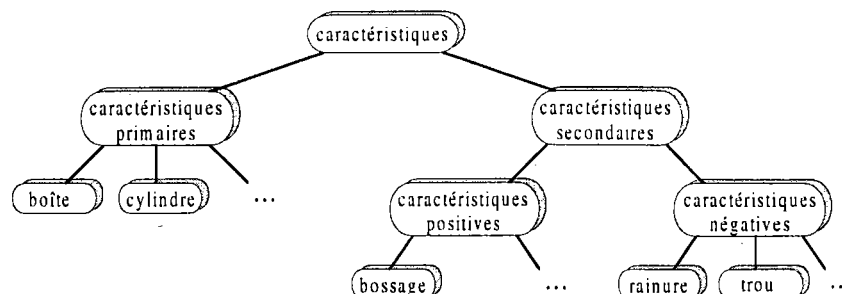 caractéristiques
caractéristiques
primaires
caractéristiques
secondaires
boîte
cylindre
...
caractéristiques
positives
caractéristiques
négatives
bossage
...
rainure
trou
...